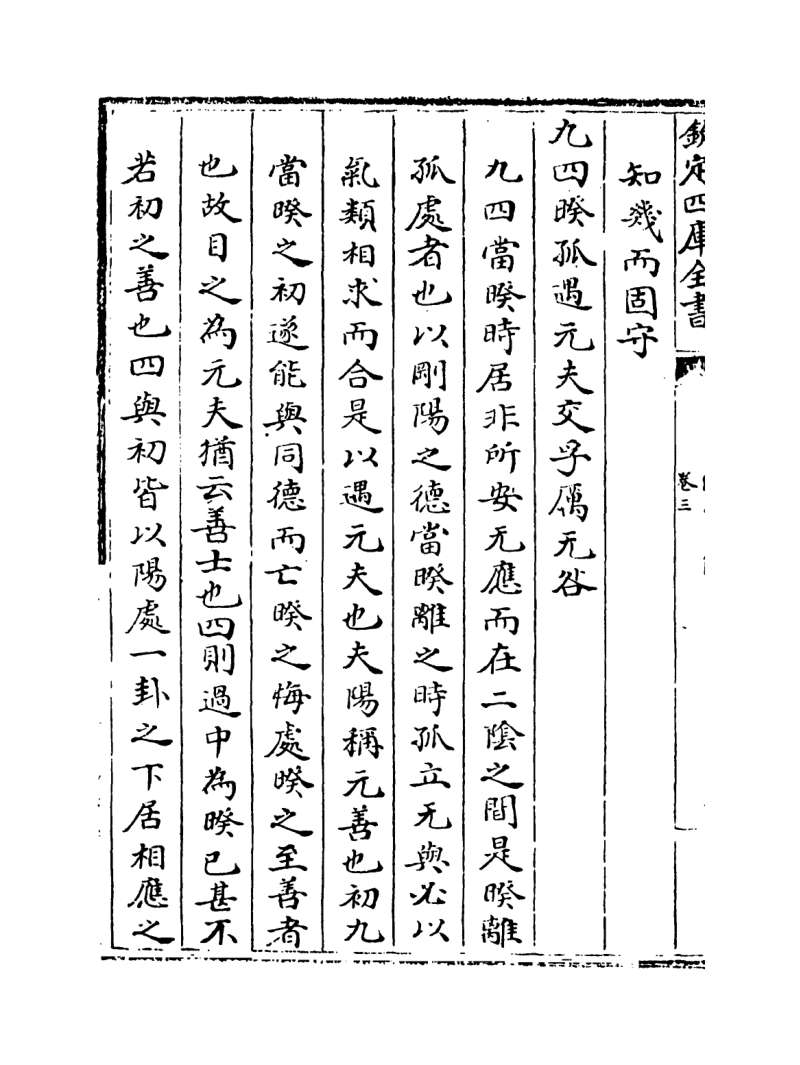 欽定四庫全書
卷三
知幾而固守
九四睽孤遇元夫交孚厲无咎
九四當睽時居非所安无應而在二陰之間是睽離
孤處者也以剛陽之德當睽離之時孤立无與必以
氣類相求而合是以遇元夫也夫陽稱元善也初九
當睽之初遂能與同德而亡睽之悔處睽之至善者
也故目之為元夫猶云善士也四則過中為睽已甚不
若初之善也四與初皆以陽處一卦之下居相應之